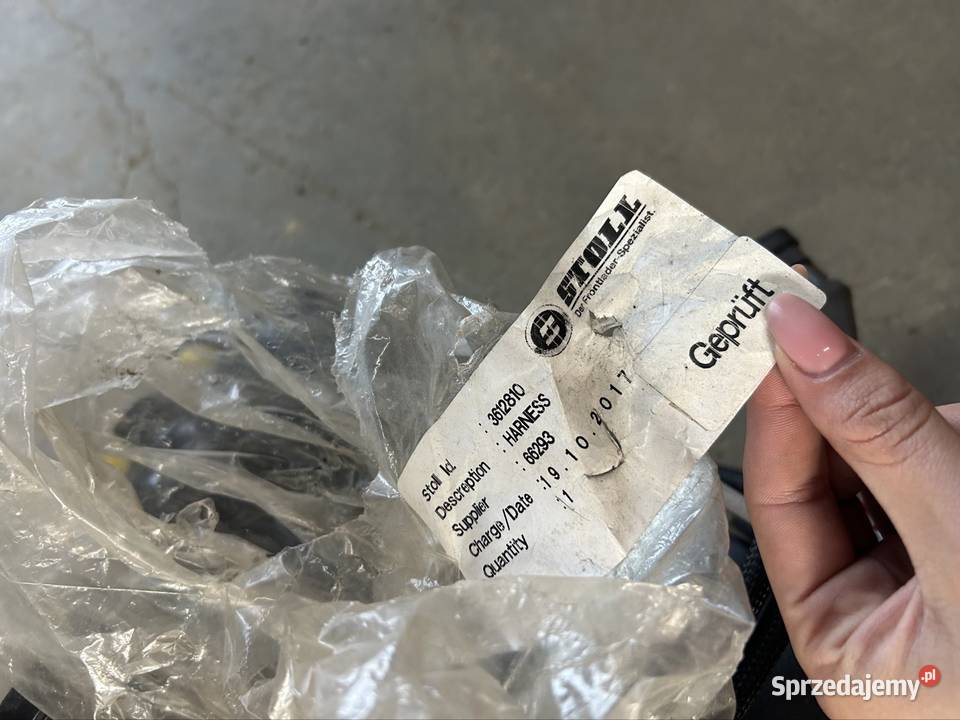 STOLL
Der Frontlader-Spezialist.
Geprüft
stoll Id. : 3612810
Descreption : HARNESS
Supplier : 66293
Charge/Date : 19.10.2017
Quantity : 1
Sprzedajemy.pl